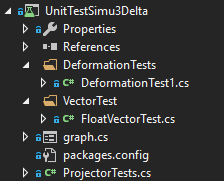 UnitTestSimu3Delta
Properties
References
DeformationTests
C# DeformationTest1.cs
VectorTest
C# FloatVectorTest.cs
C# graph.cs
packages.config
C# ProjectorTests.cs